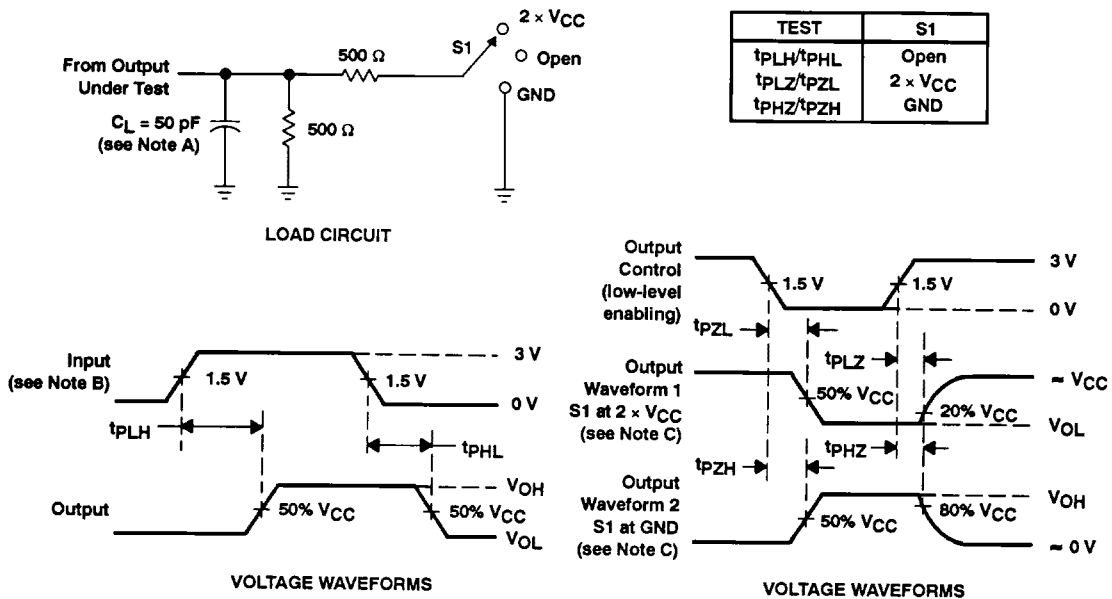 2 × VCC
S1
500 Ω
Open
From Output
Under Test
GND
CL = 50 pF
(see Note A)
500 Ω
LOAD CIRCUIT
TEST S1
tPLH/tPHL Open
tPLZ/tPZL 2 × VCC
tPHZ/tPZH GND
Input
(see Note B)
1.5 V
1.5 V
3 V
0 V
tPLH
tPHL
Output
50% VCC
50% VCC
VOH
VOL
VOLTAGE WAVEFORMS
Output
Control
(low-level
enabling)
1.5 V
1.5 V
3 V
0 V
tPZL
tPLZ
Output
Waveform 1
S1 at 2 × VCC
(see Note C)
50% VCC
20% VCC
≈ VCC
VOL
tPZH
tPHZ
Output
Waveform 2
S1 at GND
(see Note C)
50% VCC
80% VCC
VOH
≈ 0 V
VOLTAGE WAVEFORMS